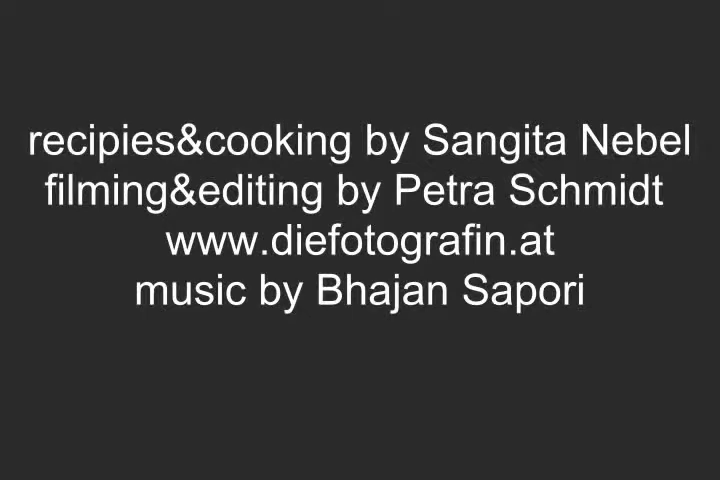 recipies&cooking by Sangita Nebel
filming&editing by Petra Schmidt
www.diefotografin.at
music by Bhajan Sapori